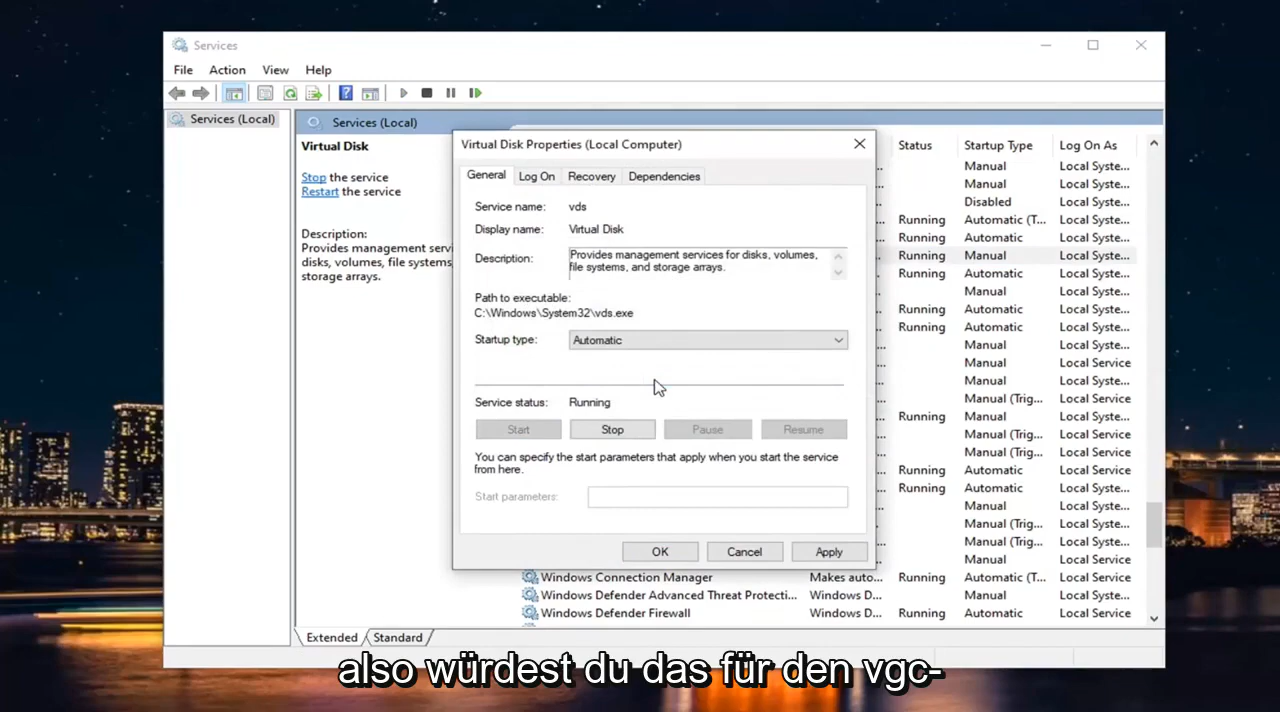 Services
File Action View Help
Services (Local)
Services (Local)
Virtual Disk
Stop the service
Restart the service
Description:
Provides management servi
disks, volumes, file systems,
storage arrays.
Virtual Disk Properties (Local Computer)
General Log On Recovery Dependencies
Service name: vds
Display name: Virtual Disk
Description: Provides management services for disks, volumes,
file systems, and storage arrays.
Path to executable:
C:\Windows\System32\vds.exe
Startup type: Automatic
Service status: Running
Start Stop Pause Resume
You can specify the start parameters that apply when you start the service
from here.
Start parameters:
OK Cancel Apply
Status Startup Type Log On As
Manual Local Syste...
Manual Local Syste...
Disabled Local Syste...
Running Automatic (T... Local Syste...
Running Automatic Local Syste...
Running Manual Local Syste...
Running Automatic Local Syste...
Manual Local Syste...
Running Automatic Local Syste...
Running Automatic Local Syste...
Manual Local Syste...
Manual Local Service
Manual Local Syste...
Manual (Trig... Local Service
Running Manual Local Syste...
Manual (Trig... Local Service
Manual (Trig... Local Syste...
Running Automatic Local Service
Running Automatic Local Syste...
Manual Local Syste...
Manual (Trig... Local Syste...
Manual (Trig... Local Syste...
Manual Local Service
Windows Connection Manager Makes auto... Running Automatic (T... Local Service
Windows Defender Advanced Threat Protecti... Windows D... Manual Local Syste...
Windows Defender Firewall Windows D... Running Automatic Local Service
Extended Standard
also würdest du das für den vgc-